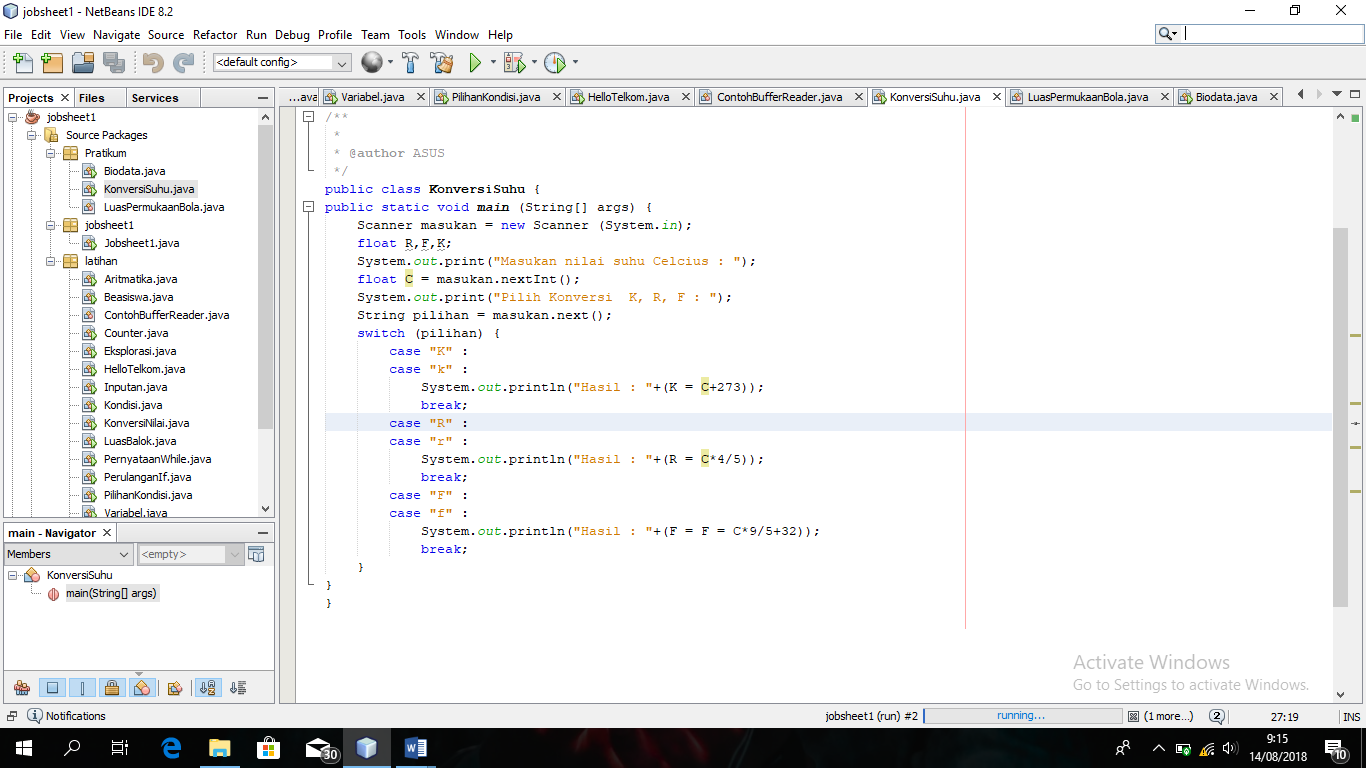 jobsheet1 - NetBeans IDE 8.2
File Edit View Navigate Source Refactor Run Debug Profile Team Tools Window Help
<default config>
Projects Files Services
jobsheet1
Source Packages
Pratikum
Biodata.java
KonversiSuhu.java
LuasPermukaanBola.java
jobsheet1
Jobsheet1.java
latihan
Aritmatika.java
Beasiswa.java
ContohBufferReader.java
Counter.java
Eksplorasi.java
HelloTelkom.java
Inputan.java
Kondisi.java
KonversiNilai.java
LuasBalok.java
PernyataanWhile.java
PerulanganIf.java
PilihanKondisi.java
Variabel.java
main - Navigator
Members <empty>
KonversiSuhu
main(String[] args)
...ava Variabel.java PilihanKondisi.java HelloTelkom.java ContohBufferReader.java KonversiSuhu.java LuasPermukaanBola.java Biodata.java
/**
*
* @author ASUS
*/
public class KonversiSuhu {
public static void main (String[] args) {
Scanner masukan = new Scanner (System.in);
float R,F,K;
System.out.print("Masukan nilai suhu Celcius : ");
float C = masukan.nextInt();
System.out.print("Pilih Konversi  K, R, F : ");
String pilihan = masukan.next();
switch (pilihan) {
case "K" :
case "k" :
System.out.println("Hasil : "+(K = C+273));
break;
case "R" :
case "r" :
System.out.println("Hasil : "+(R = C*4/5));
break;
case "F" :
case "f" :
System.out.println("Hasil : "+(F = F = C*9/5+32));
break;
}
}
}
Activate Windows
Go to Settings to activate Windows.
Notifications
jobsheet1 (run) #2 running... (1 more...) 2 27:19 INS
30
9:15
14/08/2018
10